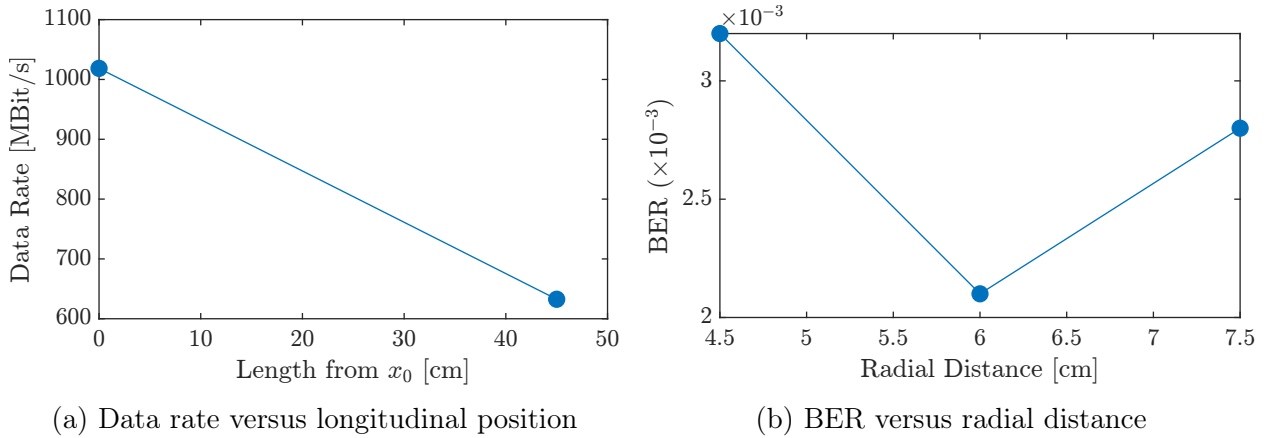 1100
1000
900
800
700
600
Data Rate [MBit/s]
0 10 20 30 40 50
Length from x₀ [cm]
(a) Data rate versus longitudinal position
×10⁻³
3
2.5
2
BER (×10⁻³)
4.5 5 5.5 6 6.5 7 7.5
Radial Distance [cm]
(b) BER versus radial distance